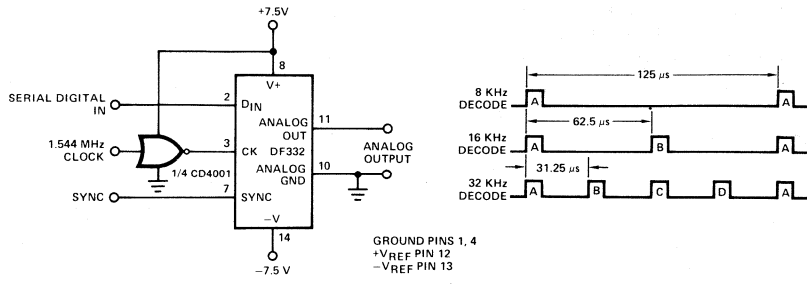 +7.5V
8
V+
SERIAL DIGITAL
IN
2
DIN
ANALOG
OUT
11
1.544 MHz
CLOCK
3
CK
DF332
ANALOG
OUTPUT
1/4 CD4001
ANALOG
GND
10
SYNC
7
SYNC
−V
14
−7.5 V
GROUND PINS 1, 4
+VREF PIN 12
−VREF PIN 13
125 μs
8 KHz
DECODE
A
A
62.5 μs
16 KHz
DECODE
A
B
A
31.25 μs
32 KHz
DECODE
A
B
C
D
A